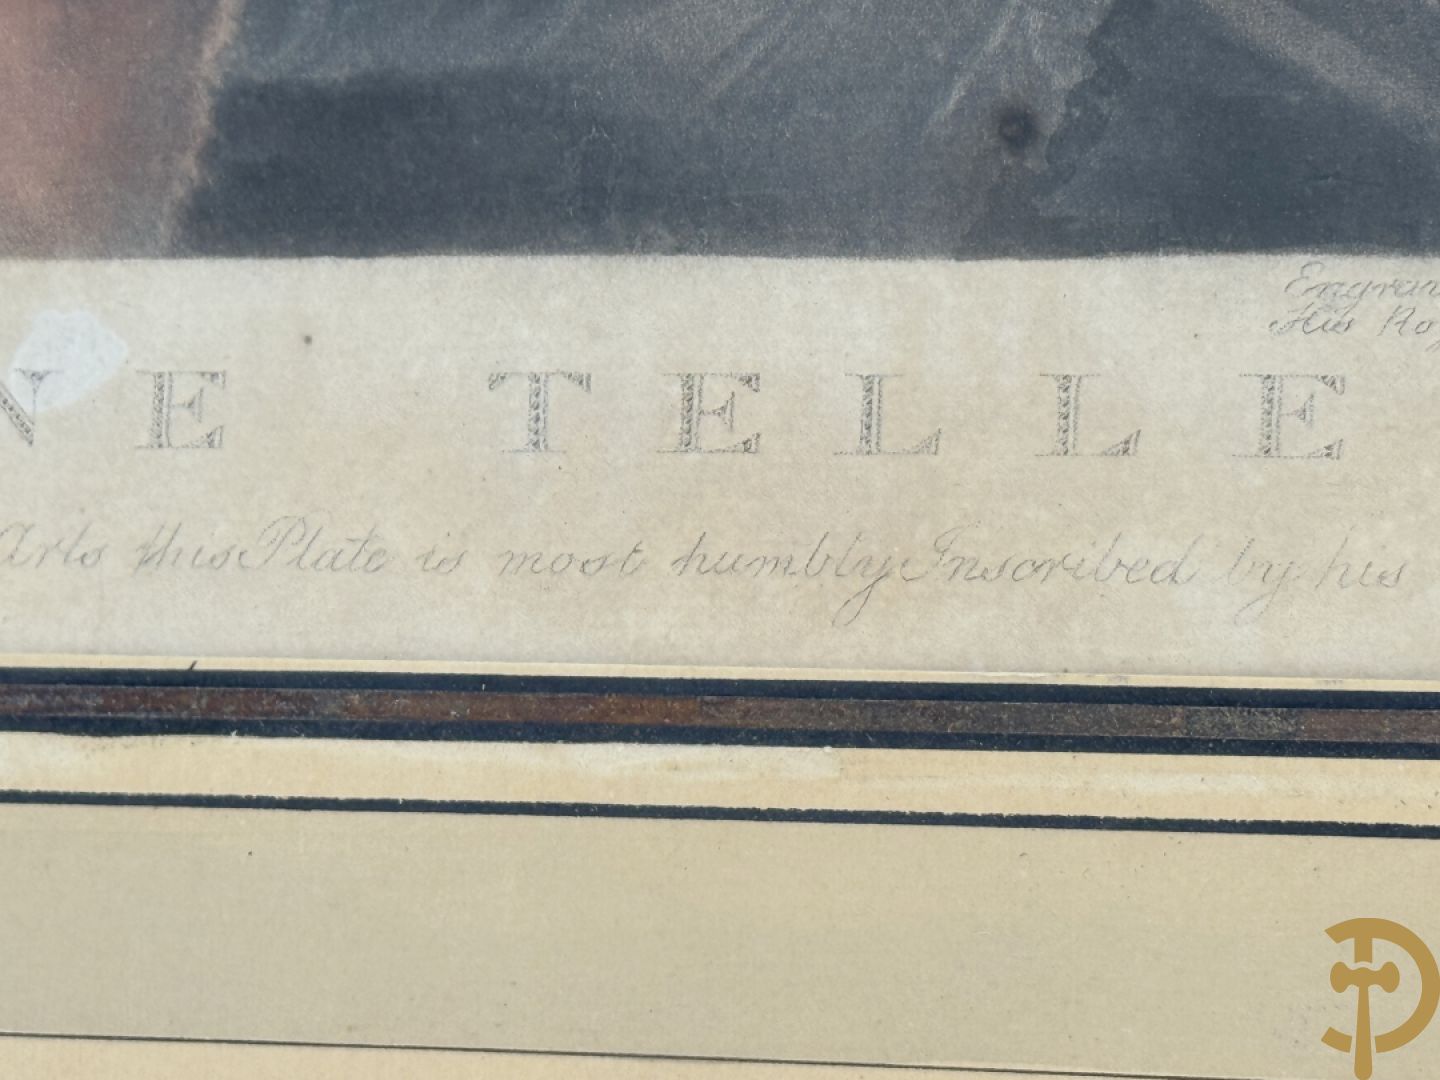 Engrav
His Ro
NE TELLE
Arts this Plate is most humbly Inscribed by his